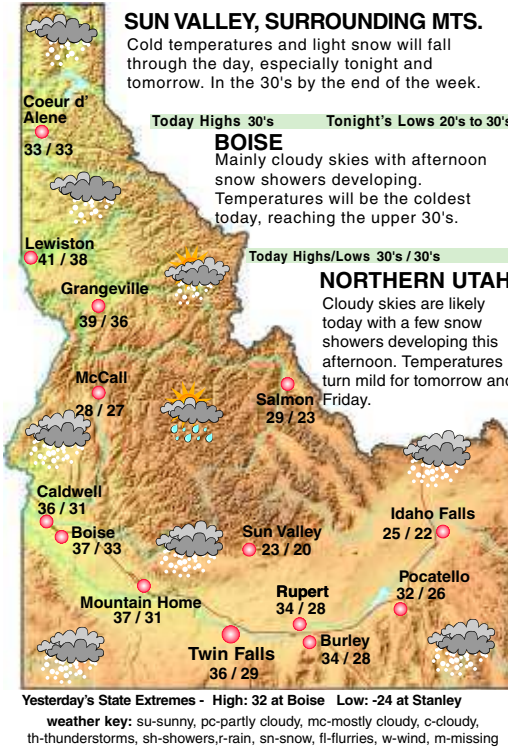 SUN VALLEY, SURROUNDING MTS.
Cold temperatures and light snow will fall
through the day, especially tonight and
tomorrow. In the 30's by the end of the week.
Today Highs 30's Tonight's Lows 20's to 30's
BOISE
Mainly cloudy skies with afternoon
snow showers developing.
Temperatures will be the coldest
today, reaching the upper 30's.
Today Highs/Lows 30's / 30's
NORTHERN UTAH
Cloudy skies are likely
today with a few snow
showers developing this
afternoon. Temperatures
turn mild for tomorrow and
Friday.
Coeur d'
Alene
33 / 33
Lewiston
41 / 38
Grangeville
39 / 36
McCall
28 / 27
Salmon
29 / 23
Caldwell
36 / 31
Boise
37 / 33
Sun Valley
23 / 20
Idaho Falls
25 / 22
Mountain Home
37 / 31
Rupert
34 / 28
Pocatello
32 / 26
Twin Falls
36 / 29
Burley
34 / 28
Yesterday's State Extremes - High: 32 at Boise Low: -24 at Stanley
weather key: su-sunny, pc-partly cloudy, mc-mostly cloudy, c-cloudy,
th-thunderstorms, sh-showers,r-rain, sn-snow, fl-flurries, w-wind, m-missing